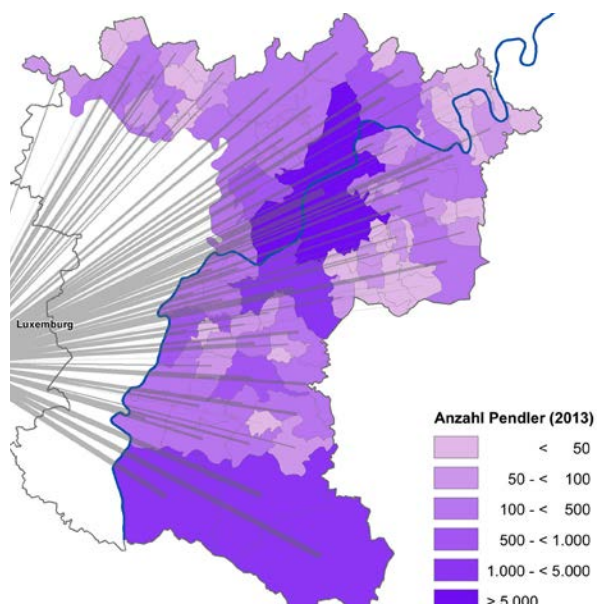 Luxemburg
Anzahl Pendler (2013)
< 50
50 - < 100
100 - < 500
500 - < 1.000
1.000 - < 5.000
> 5.000